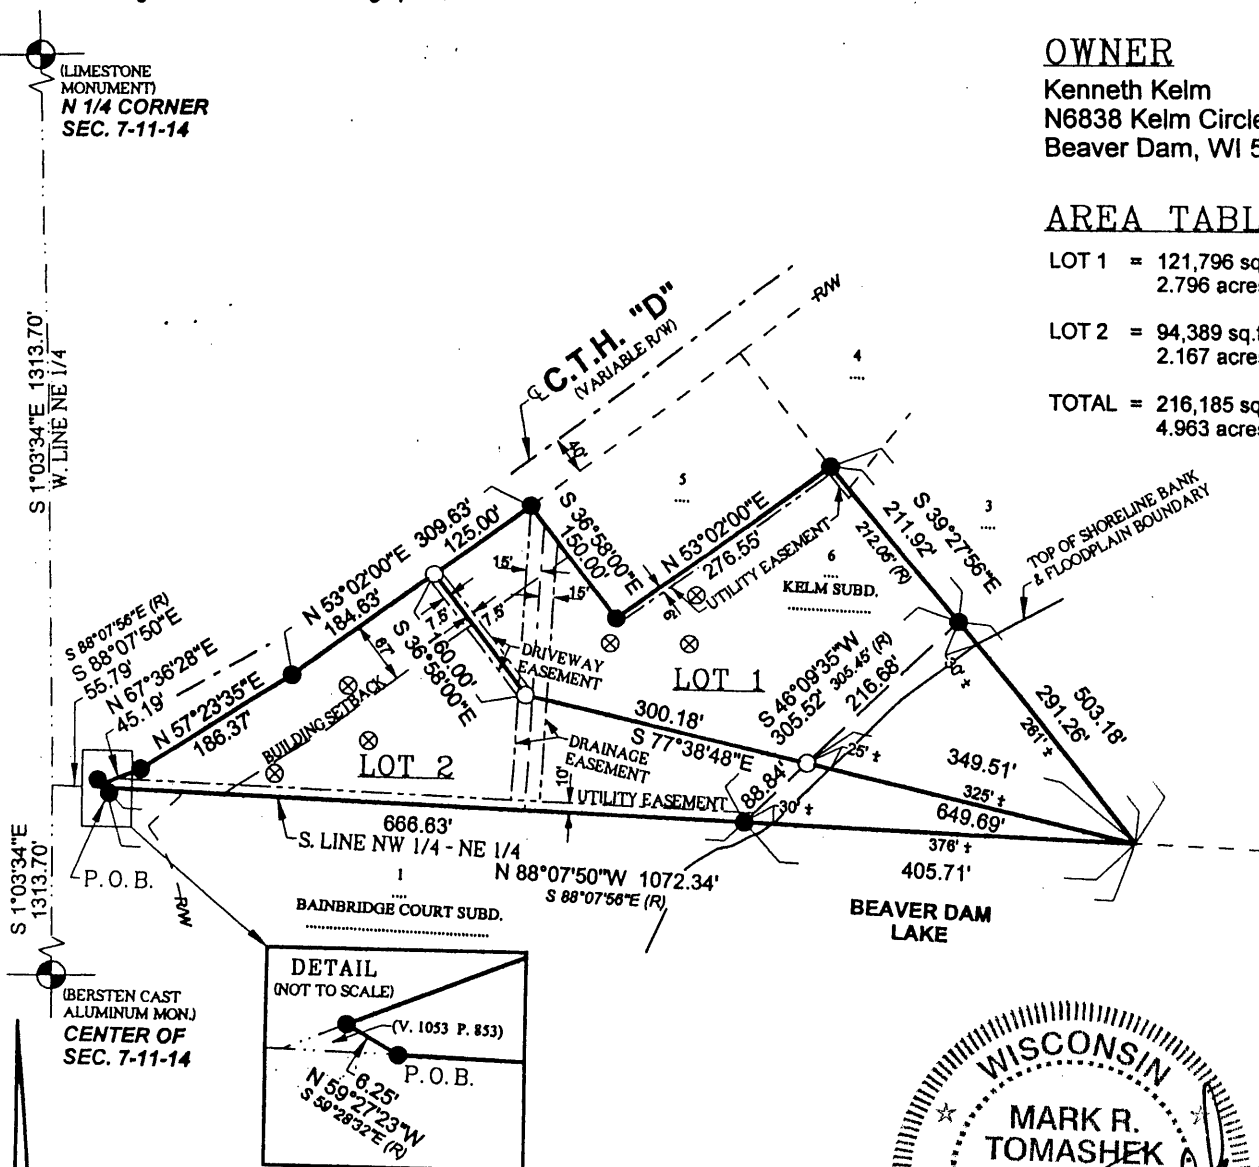 (LIMESTONE
MONUMENT)
N 1/4 CORNER
SEC. 7-11-14
OWNER
Kenneth Kelm
N6838 Kelm Circle
Beaver Dam, WI 5
AREA TABL
LOT 1 = 121,796 sq
2.796 acres
LOT 2 = 94,389 sq.f
2.167 acre
TOTAL = 216,185 sq
4.963 acres
S 1°03'34"E 1313.70'
W. LINE NE 1/4
C.T.H. "D"
(VARIABLE R/W)
R/W
40'
4
5
3
6
KELM SUBD.
N 53°02'00"E 309.63'
125.00'
184.63'
S 36°58'00"E
150.00'
N 53°02'00"E
276.55'
UTILITY EASEMENT
6'
S 39°27'56"E
211.92'
212.05' (R)
TOP OF SHORELINE BANK
& FLOODPLAIN BOUNDARY
15'
15'
7.5'
7.5'
S 36°58'00"E
160.00'
DRIVEWAY
EASEMENT
LOT 1
S 88°07'56"E (R)
S 88°07'50"E
55.79'
N 67°36'28"E
45.19'
N 57°23'35"E
186.37'
67'
BUILDING SETBACK
LOT 2
300.18'
S 77°38'48"E
DRAINAGE
EASEMENT
10'
UTILITY EASEMENT
S 46°09'35"W
305.52' 305.45' (R)
216.68'
88.84'
30' ±
25' ±
30' ±
503.18'
291.26'
281' ±
349.51'
325' ±
649.69'
376' ±
405.71'
666.63'
S. LINE NW 1/4 - NE 1/4
N 88°07'50"W 1072.34'
S 88°07'56"E (R)
P.O.B.
R/W
1
BAINBRIDGE COURT SUBD.
BEAVER DAM
LAKE
S 1°03'34"E
1313.70'
(BERSTEN CAST
ALUMINUM MON.)
CENTER OF
SEC. 7-11-14
DETAIL
(NOT TO SCALE)
(V. 1053 P. 853)
P.O.B.
6.25'
N 59°27'23"W
S 59°28'32"E (R)
WISCONSIN
MARK R.
TOMASHEK